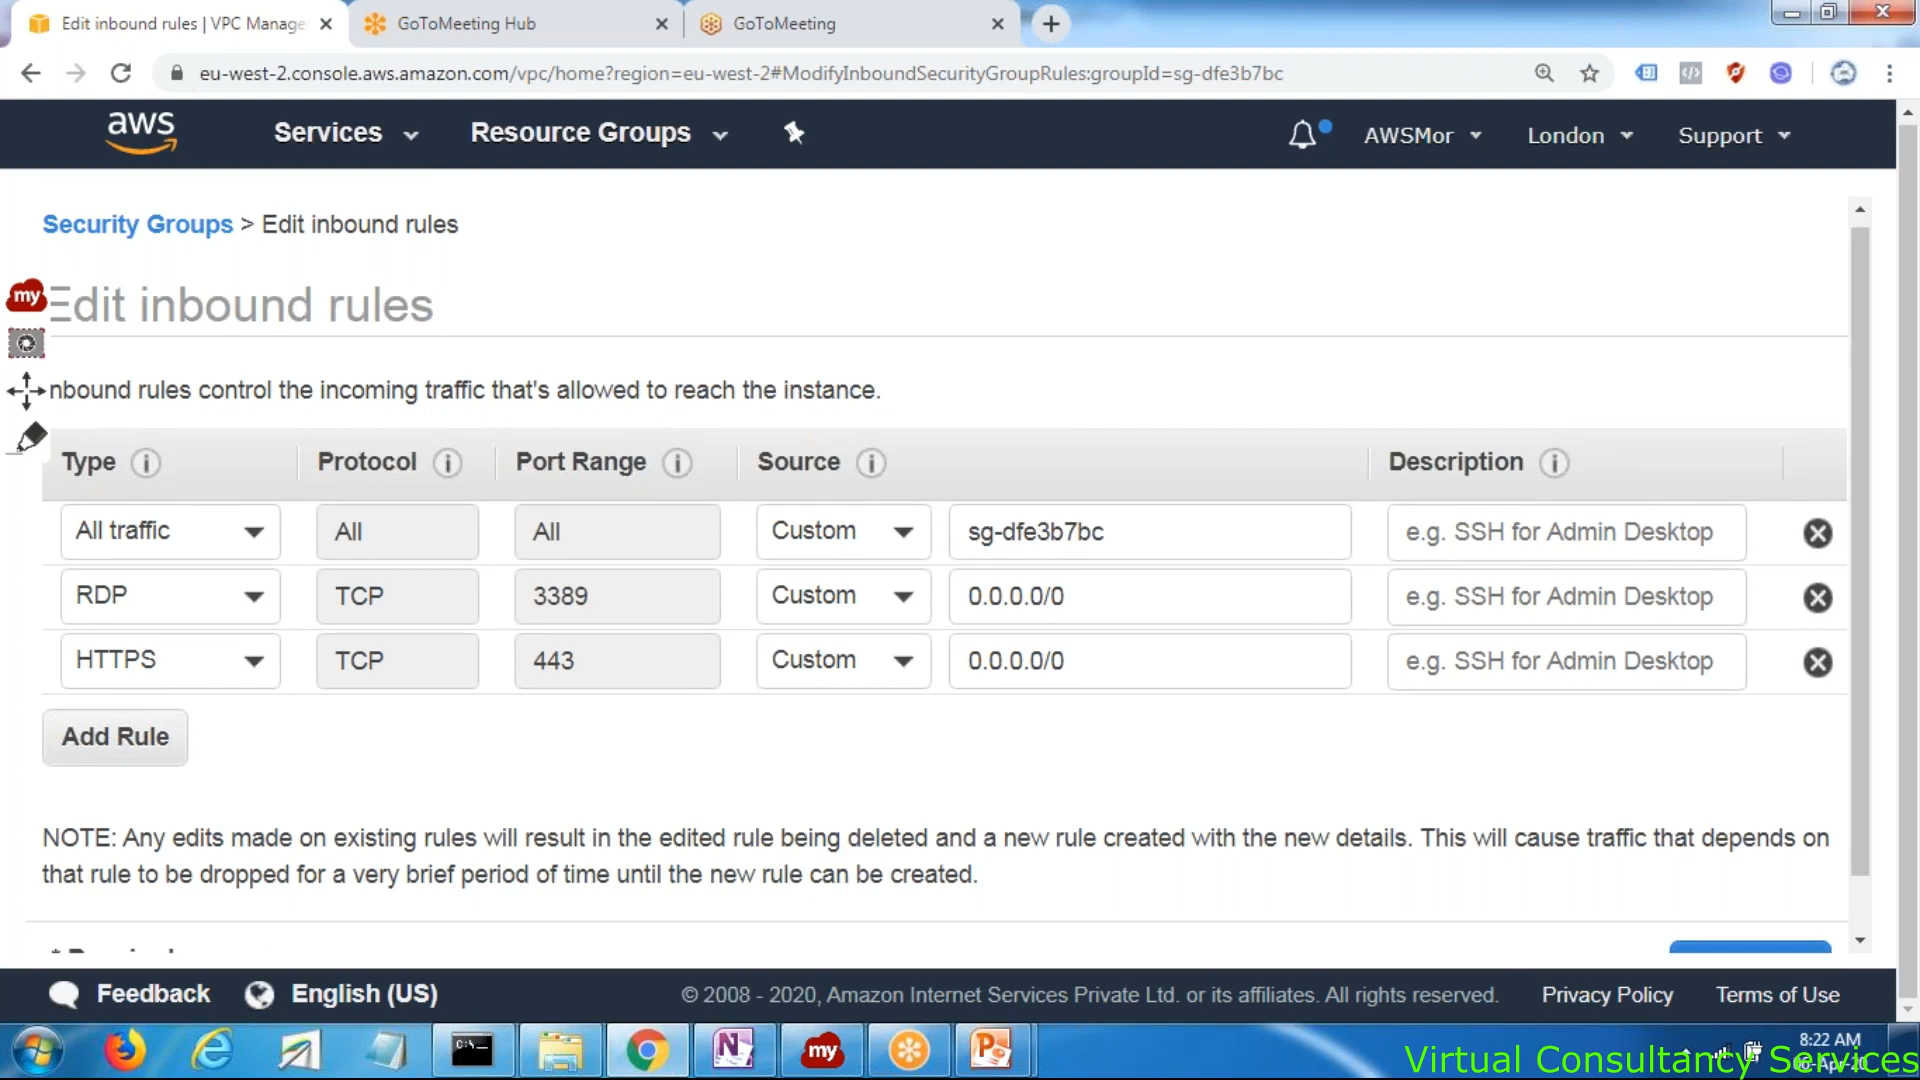 Edit inbound rules | VPC Manage
GoToMeeting Hub
GoToMeeting
eu-west-2.console.aws.amazon.com/vpc/home?region=eu-west-2#ModifyInboundSecurityGroupRules:groupId=sg-dfe3b7bc
aws Services Resource Groups AWSMor London Support
Security Groups > Edit inbound rules
my
Edit inbound rules
nbound rules control the incoming traffic that's allowed to reach the instance.
Type Protocol Port Range Source Description
All traffic All All Custom sg-dfe3b7bc e.g. SSH for Admin Desktop
RDP TCP 3389 Custom 0.0.0.0/0 e.g. SSH for Admin Desktop
HTTPS TCP 443 Custom 0.0.0.0/0 e.g. SSH for Admin Desktop
Add Rule
NOTE: Any edits made on existing rules will result in the edited rule being deleted and a new rule created with the new details. This will cause traffic that depends on
that rule to be dropped for a very brief period of time until the new rule can be created.
Feedback English (US) © 2008 - 2020, Amazon Internet Services Private Ltd. or its affiliates. All rights reserved. Privacy Policy Terms of Use
my
8:22 AM
Virtual Consultancy Services